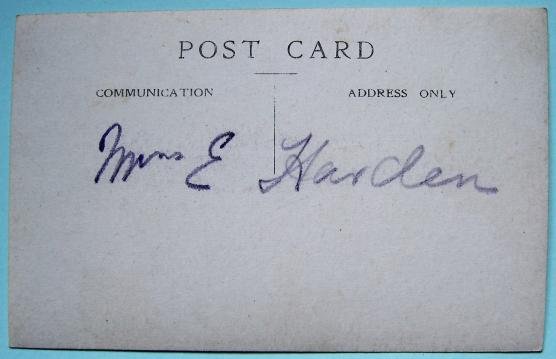 POST CARD
COMMUNICATION
ADDRESS ONLY
Mrs E Harden